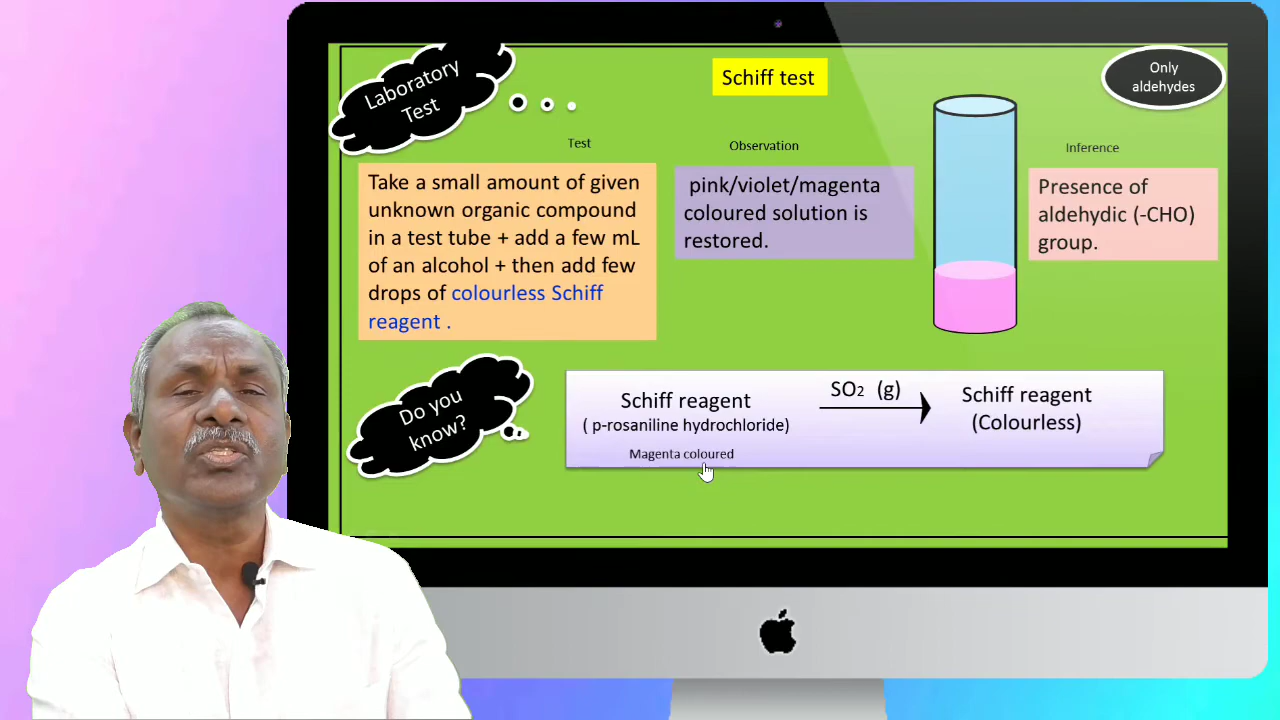 Laboratory
Test
Schiff test
Only
aldehydes
Test
Take a small amount of given
unknown organic compound
in a test tube + add a few mL
of an alcohol + then add few
drops of colourless Schiff
reagent .
Observation
pink/violet/magenta
coloured solution is
restored.
Inference
Presence of
aldehydic (-CHO)
group.
Do you
know?
Schiff reagent
( p-rosaniline hydrochloride)
Magenta coloured
SO2 (g)
Schiff reagent
(Colourless)